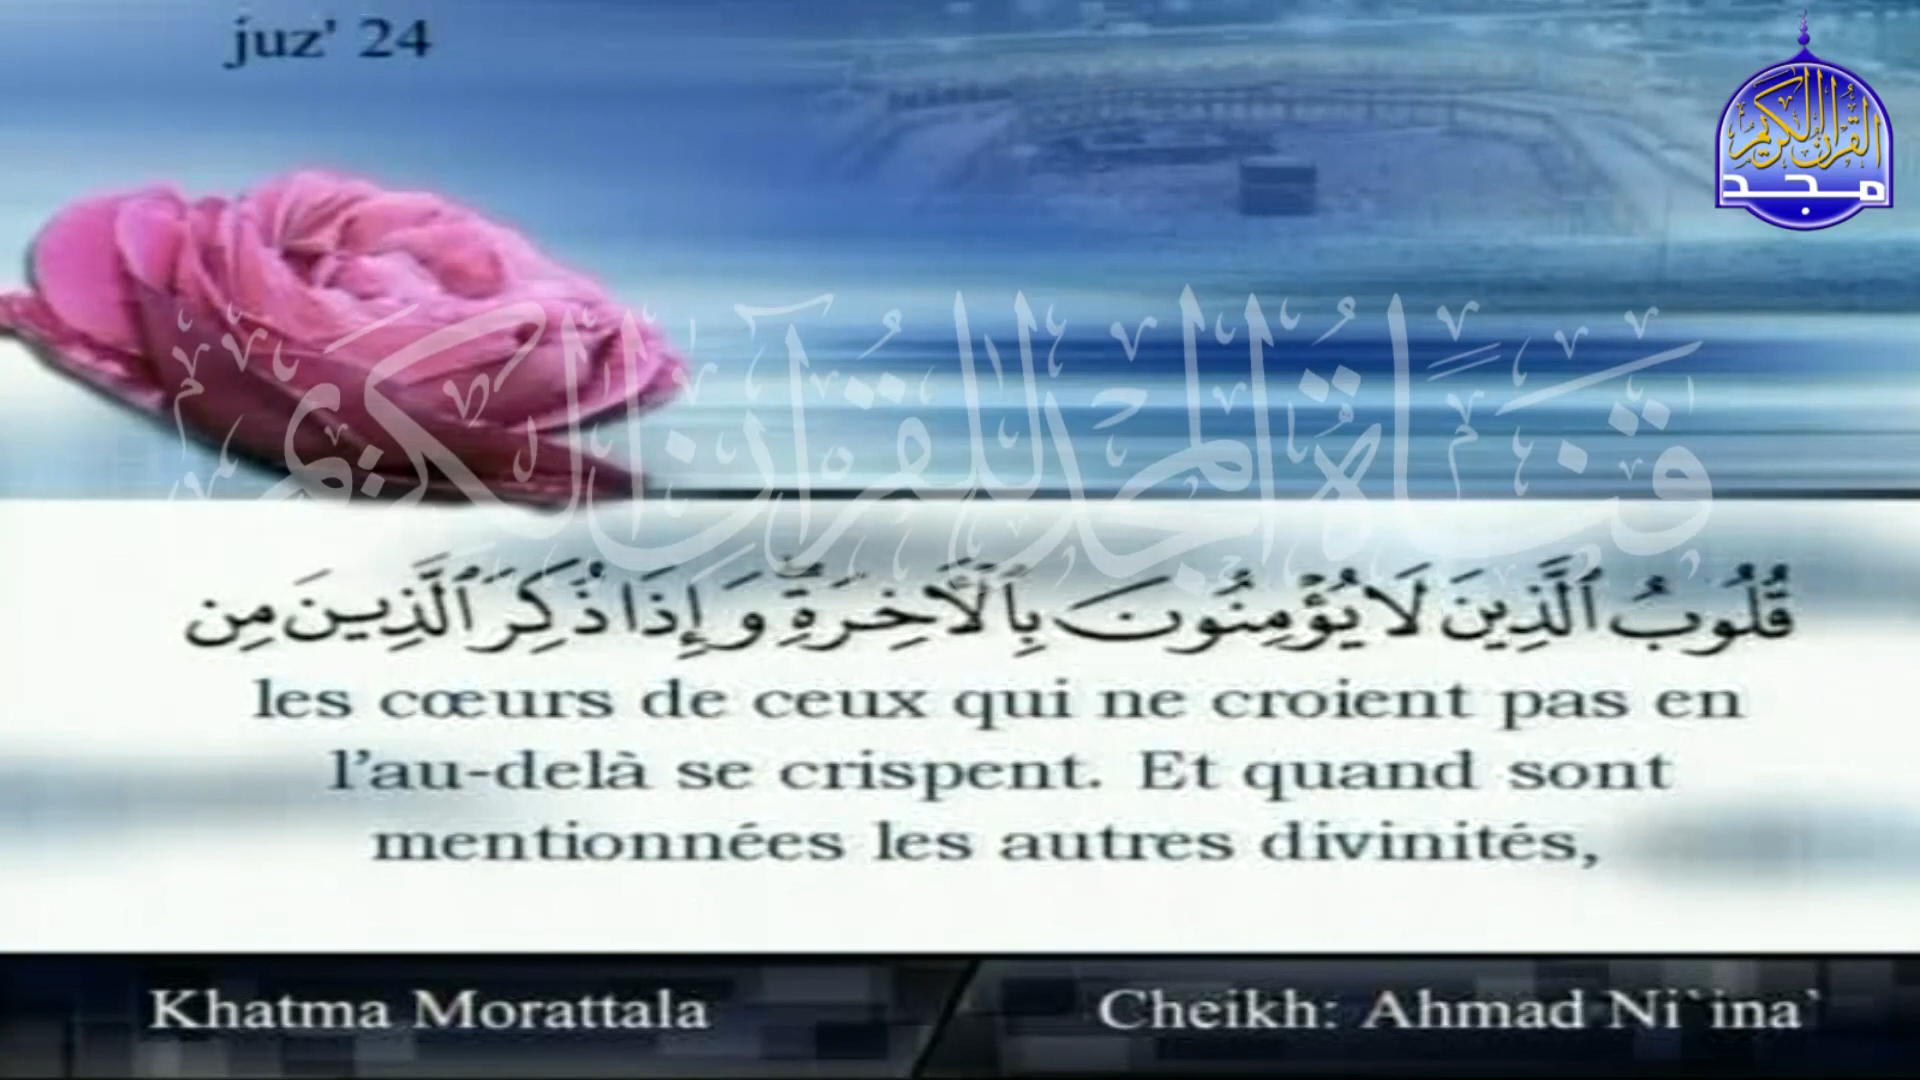 juz' 24
القرآن الكريم
مجد
قناة المجد للقرآن الكريم
قُلُوبُ ٱلَّذِينَ لَا يُؤْمِنُونَ بِٱلْأَخِرَةِ وَإِذَا ذُكِرَ ٱلَّذِينَ مِن
les cœurs de ceux qui ne croient pas en
l’au-delà se crispent. Et quand sont
mentionnées les autres divinités,
Khatma Morattala
Cheikh: Ahmad Ni`ina`